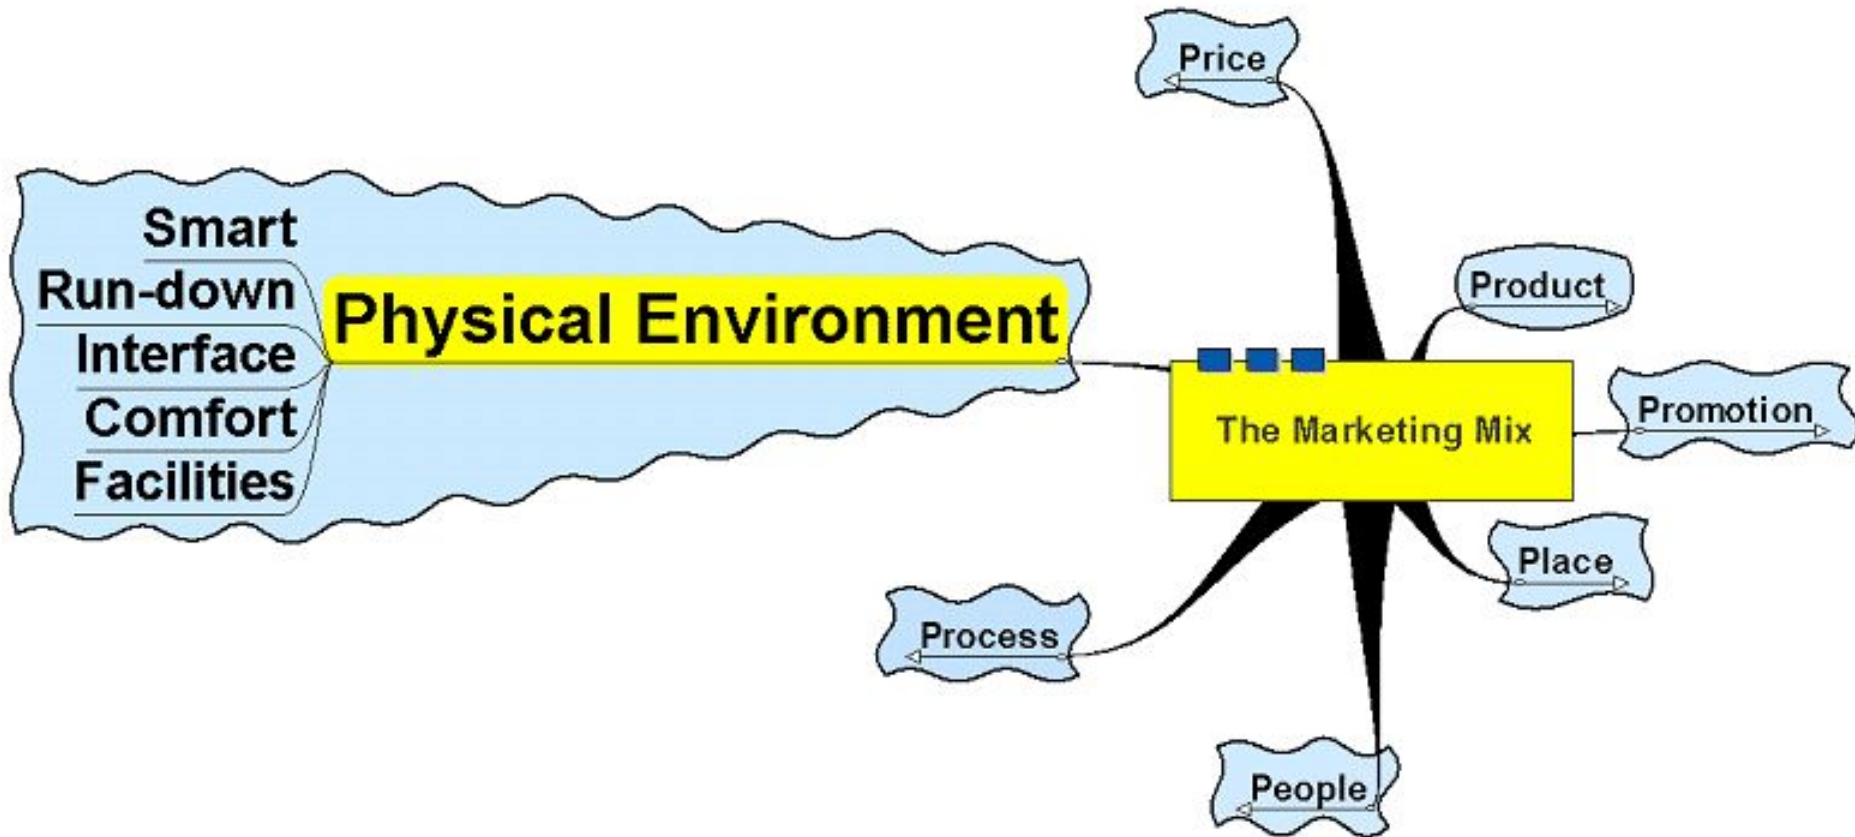 Price
Smart
Run-down
Interface
Comfort
Facilities
Physical Environment
Product
The Marketing Mix
Promotion
Place
Process
People